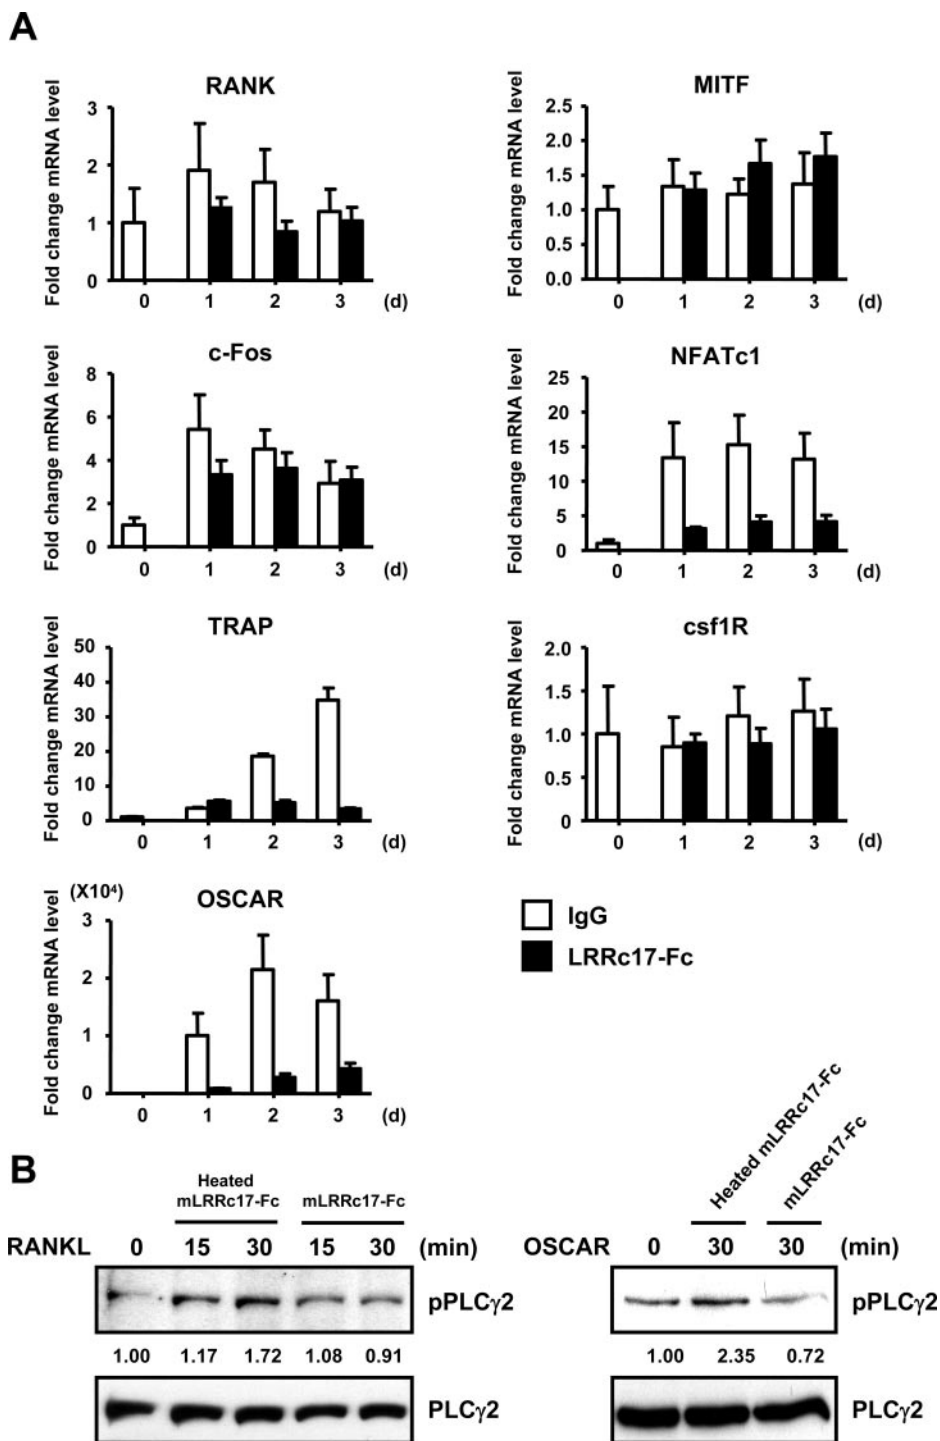 A
RANK
Fold change mRNA level
3
2
1
0
0 1 2 3 (d)
MITF
Fold change mRNA level
2.5
2.0
1.5
1.0
0.5
0.0
0 1 2 3 (d)
c-Fos
Fold change mRNA level
8
6
4
2
0
0 1 2 3 (d)
NFATc1
Fold change mRNA level
25
20
15
10
5
0
0 1 2 3 (d)
TRAP
Fold change mRNA level
50
40
30
20
10
0
0 1 2 3 (d)
csf1R
Fold change mRNA level
2.0
1.5
1.0
0.5
0
0 1 2 3 (d)
(X10⁴)
OSCAR
Fold change mRNA level
3
2
1
0
0 1 2 3 (d)
IgG
LRRc17-Fc
B
Heated
mLRRc17-Fc
mLRRc17-Fc
RANKL 0 15 30 15 30 (min)
pPLCγ2
1.00 1.17 1.72 1.08 0.91
PLCγ2
Heated mLRRc17-Fc
mLRRc17-Fc
OSCAR 0 30 30 (min)
pPLCγ2
1.00 2.35 0.72
PLCγ2